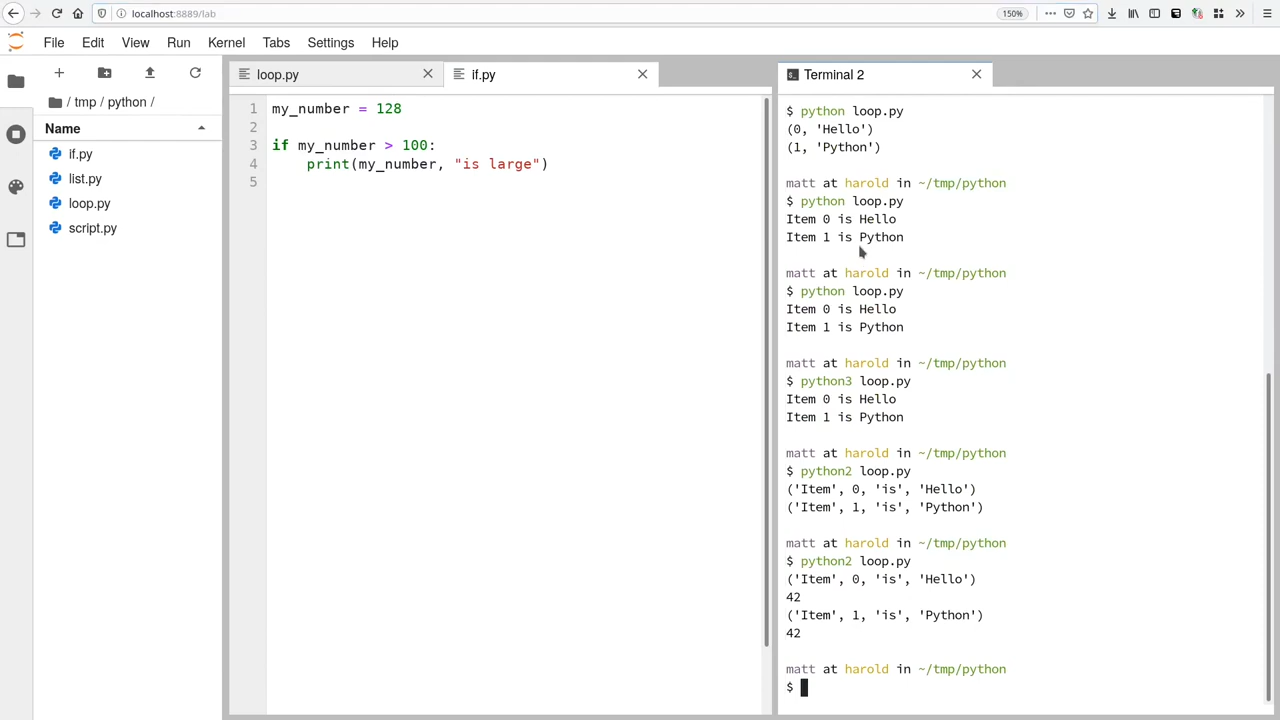 localhost:8889/lab
150%
File Edit View Run Kernel Tabs Settings Help
/ tmp / python /
Name
if.py
list.py
loop.py
script.py
loop.py
if.py
1 my_number = 128
2
3 if my_number > 100:
4     print(my_number, "is large")
5
Terminal 2
$ python loop.py
(0, 'Hello')
(1, 'Python')
matt at harold in ~/tmp/python
$ python loop.py
Item 0 is Hello
Item 1 is Python
matt at harold in ~/tmp/python
$ python loop.py
Item 0 is Hello
Item 1 is Python
matt at harold in ~/tmp/python
$ python3 loop.py
Item 0 is Hello
Item 1 is Python
matt at harold in ~/tmp/python
$ python2 loop.py
('Item', 0, 'is', 'Hello')
('Item', 1, 'is', 'Python')
matt at harold in ~/tmp/python
$ python2 loop.py
('Item', 0, 'is', 'Hello')
42
('Item', 1, 'is', 'Python')
42
matt at harold in ~/tmp/python
$